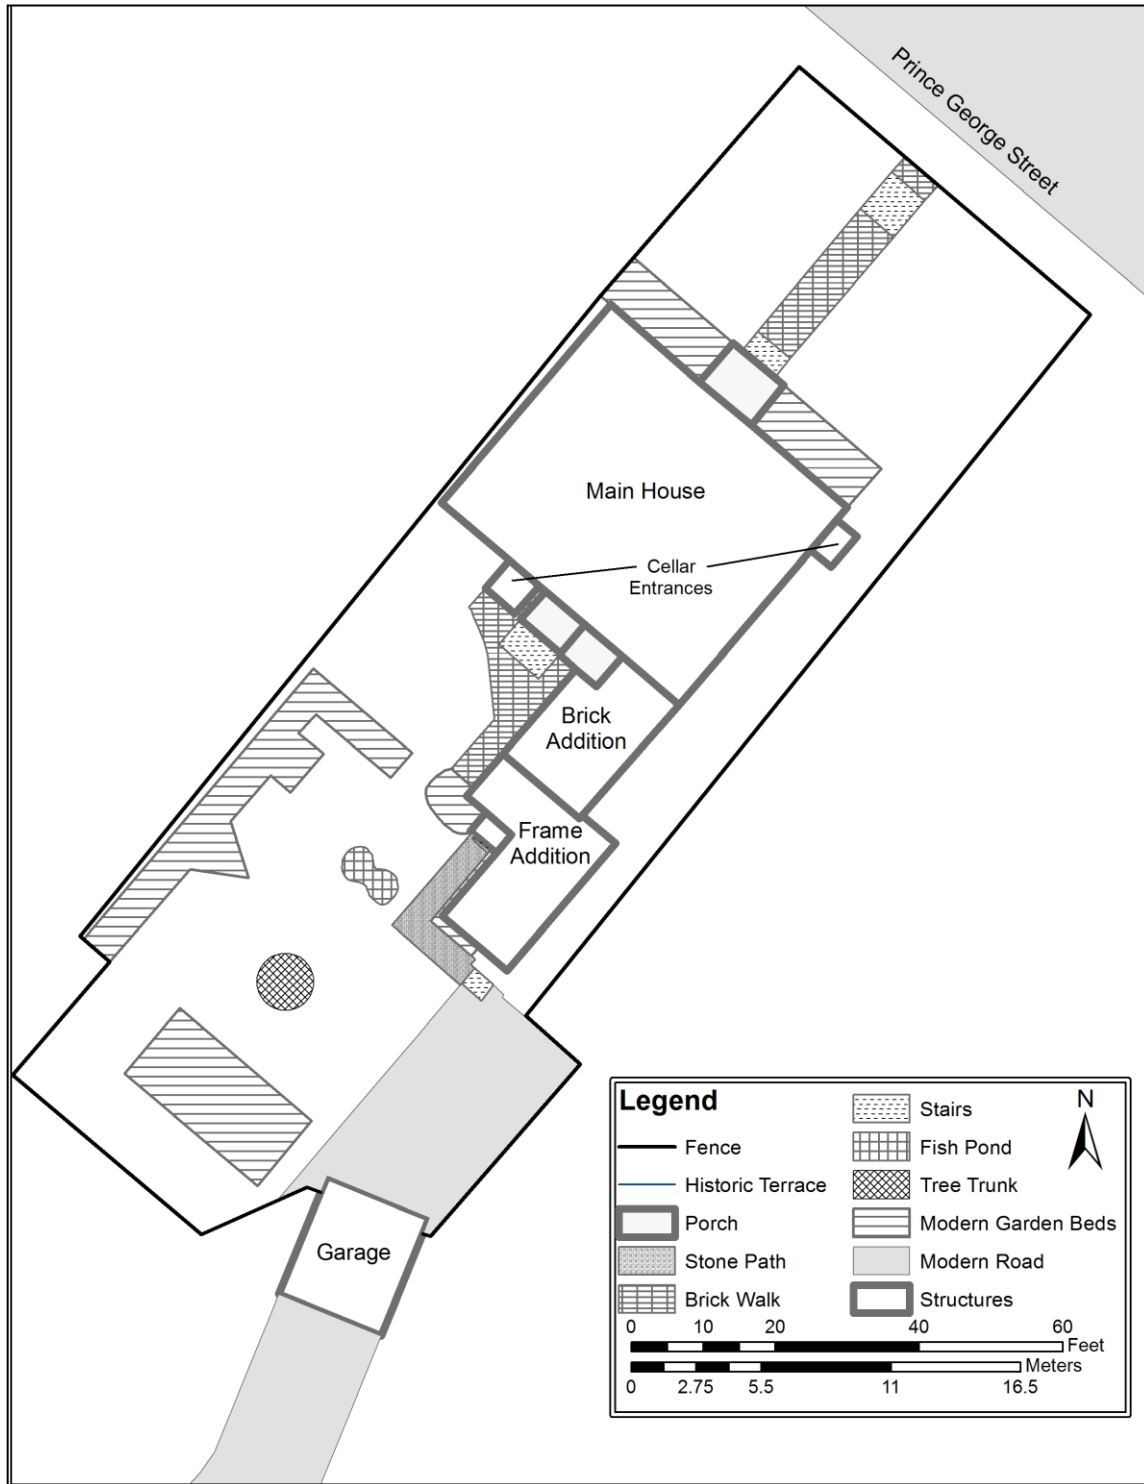 Prince George Street
Main House
Cellar
Entrances
Brick
Addition
Frame
Addition
Garage
Legend
Fence
Historic Terrace
Porch
Stone Path
Brick Walk
Stairs
Fish Pond
Tree Trunk
Modern Garden Beds
Modern Road
Structures
N
0 10 20 40 60
Feet
Meters
0 2.75 5.5 11 16.5